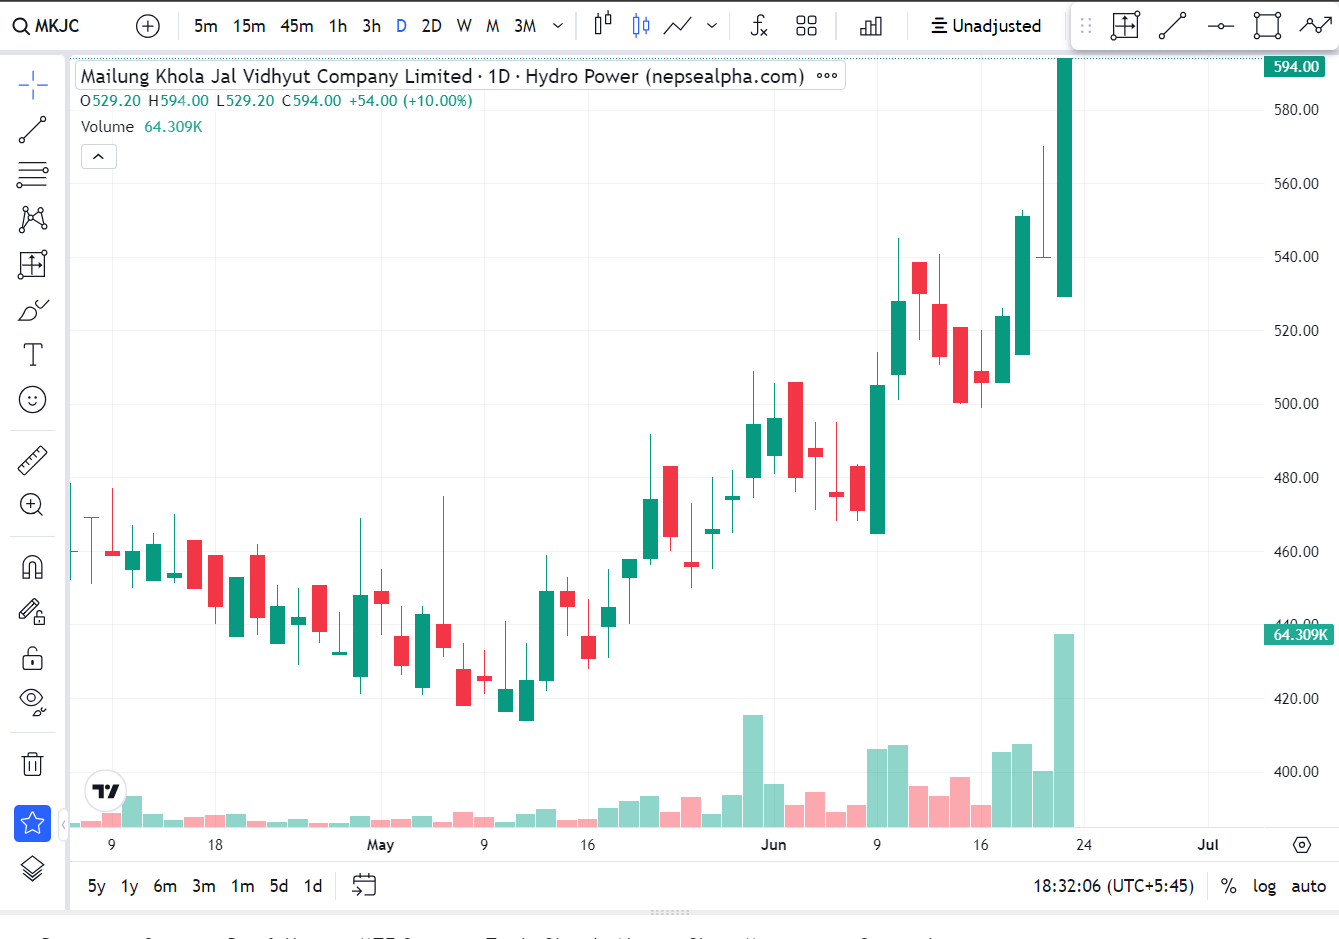 MKJC 5m 15m 45m 1h 3h D 2D W M 3M Unadjusted
Mailung Khola Jal Vidhyut Company Limited · 1D · Hydro Power (nepsealpha.com)
O529.20 H594.00 L529.20 C594.00 +54.00 (+10.00%)
Volume 64.309K
594.00
580.00
560.00
540.00
520.00
500.00
480.00
460.00
440.00
64.309K
420.00
400.00
9 18 May 9 16 Jun 9 16 24 Jul
5y 1y 6m 3m 1m 5d 1d 18:32:06 (UTC+5:45) % log auto